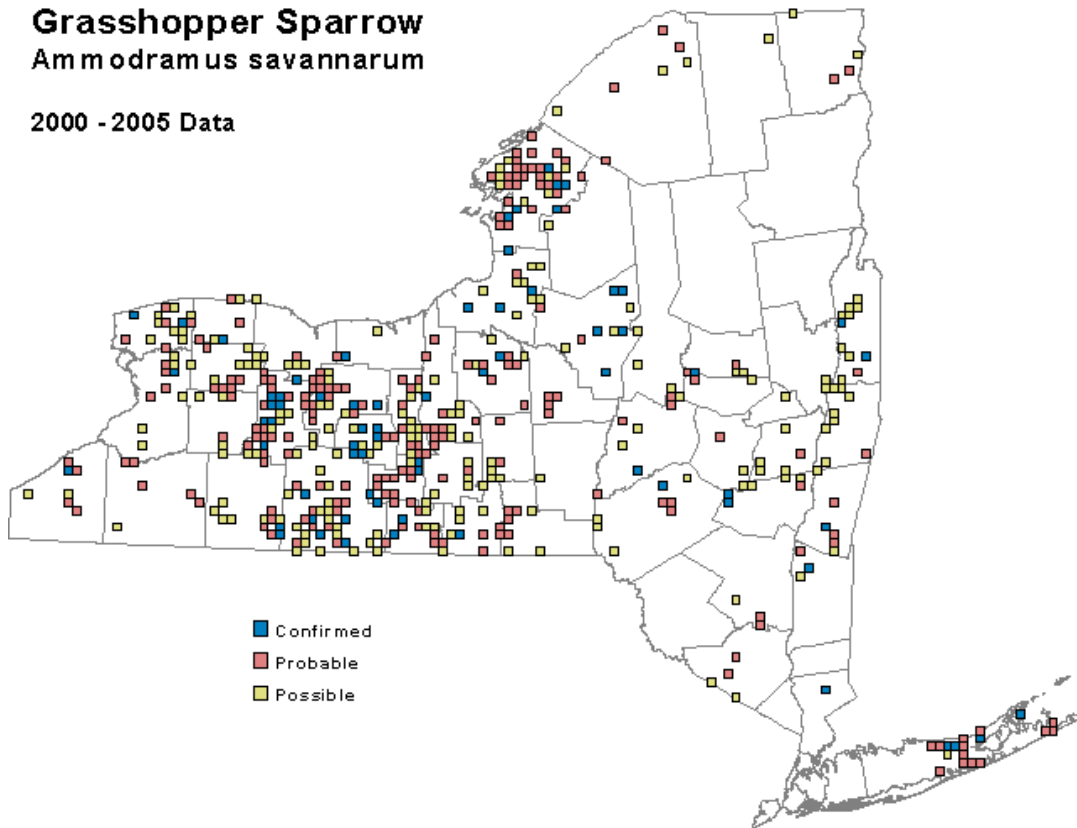 Grasshopper Sparrow
Ammodramus savannarum
2000 - 2005 Data
Confirmed
Probable
Possible